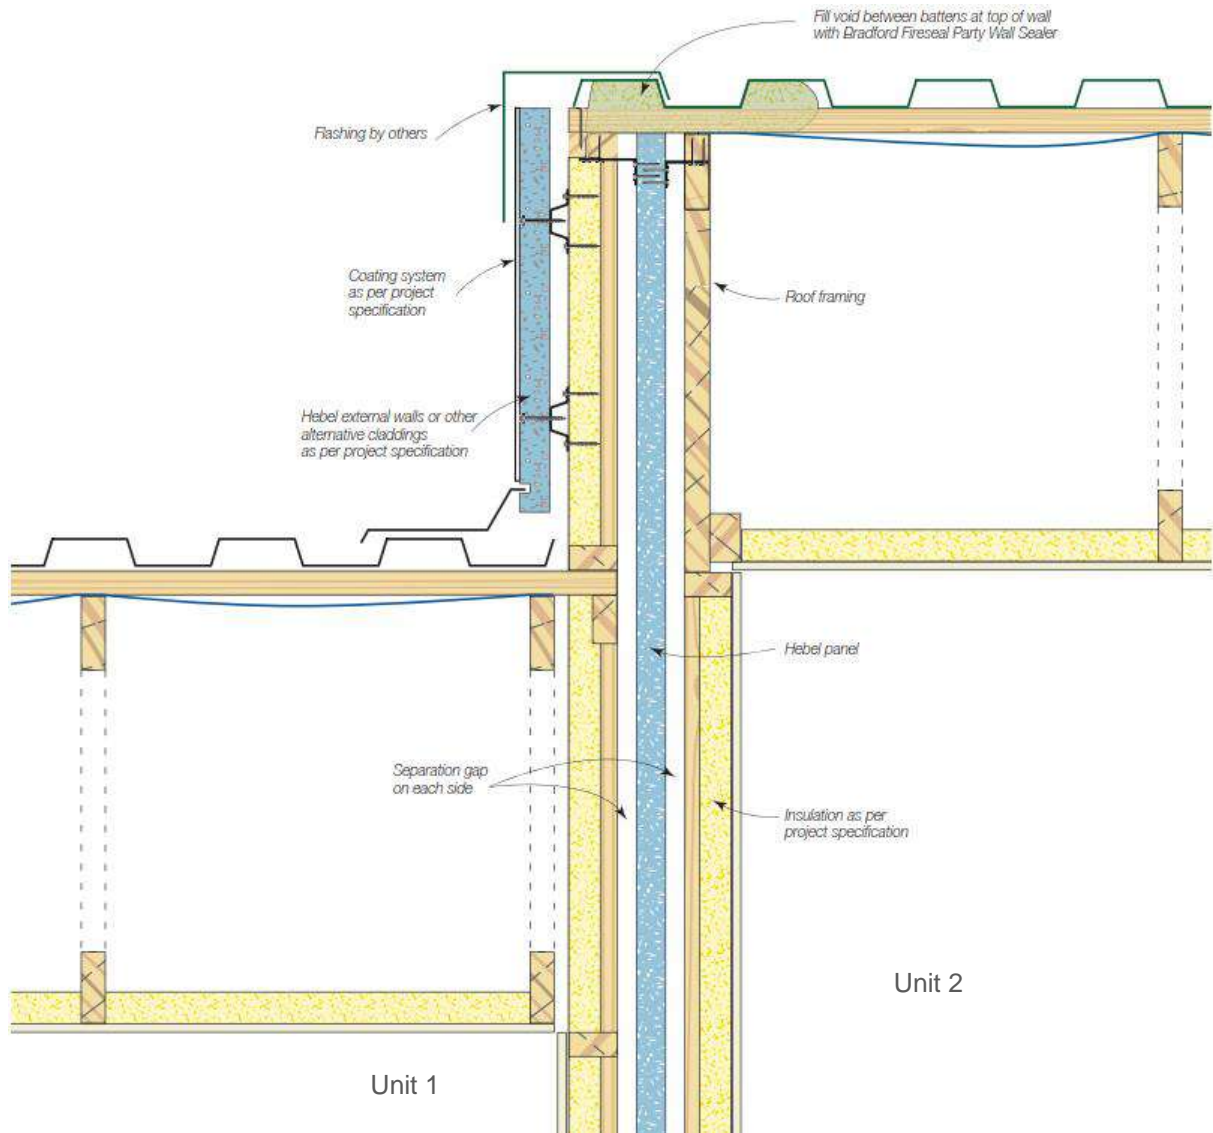 Fill void between battens at top of wall
with Bradford Fireseal Party Wall Sealer
Flashing by others
Coating system
as per project
specification
Roof framing
Hebel external walls or other
alternative claddings
as per project specification
Hebel panel
Separation gap
on each side
Insulation as per
project specification
Unit 2
Unit 1